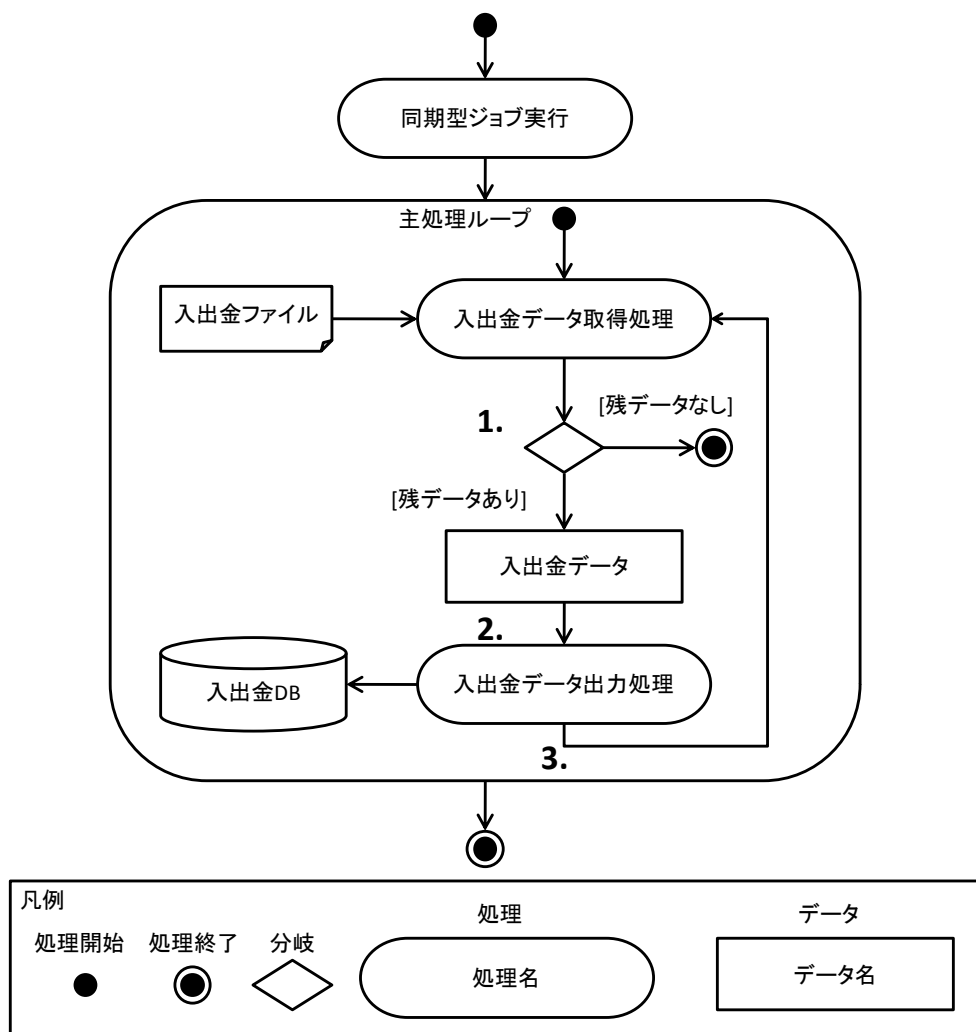 同期型ジョブ実行
主処理ループ
入出金ファイル
入出金データ取得処理
[残データなし]
1.
[残データあり]
入出金データ
2.
入出金DB
入出金データ出力処理
3.
凡例
処理
データ
処理開始
処理終了
分岐
処理名
データ名